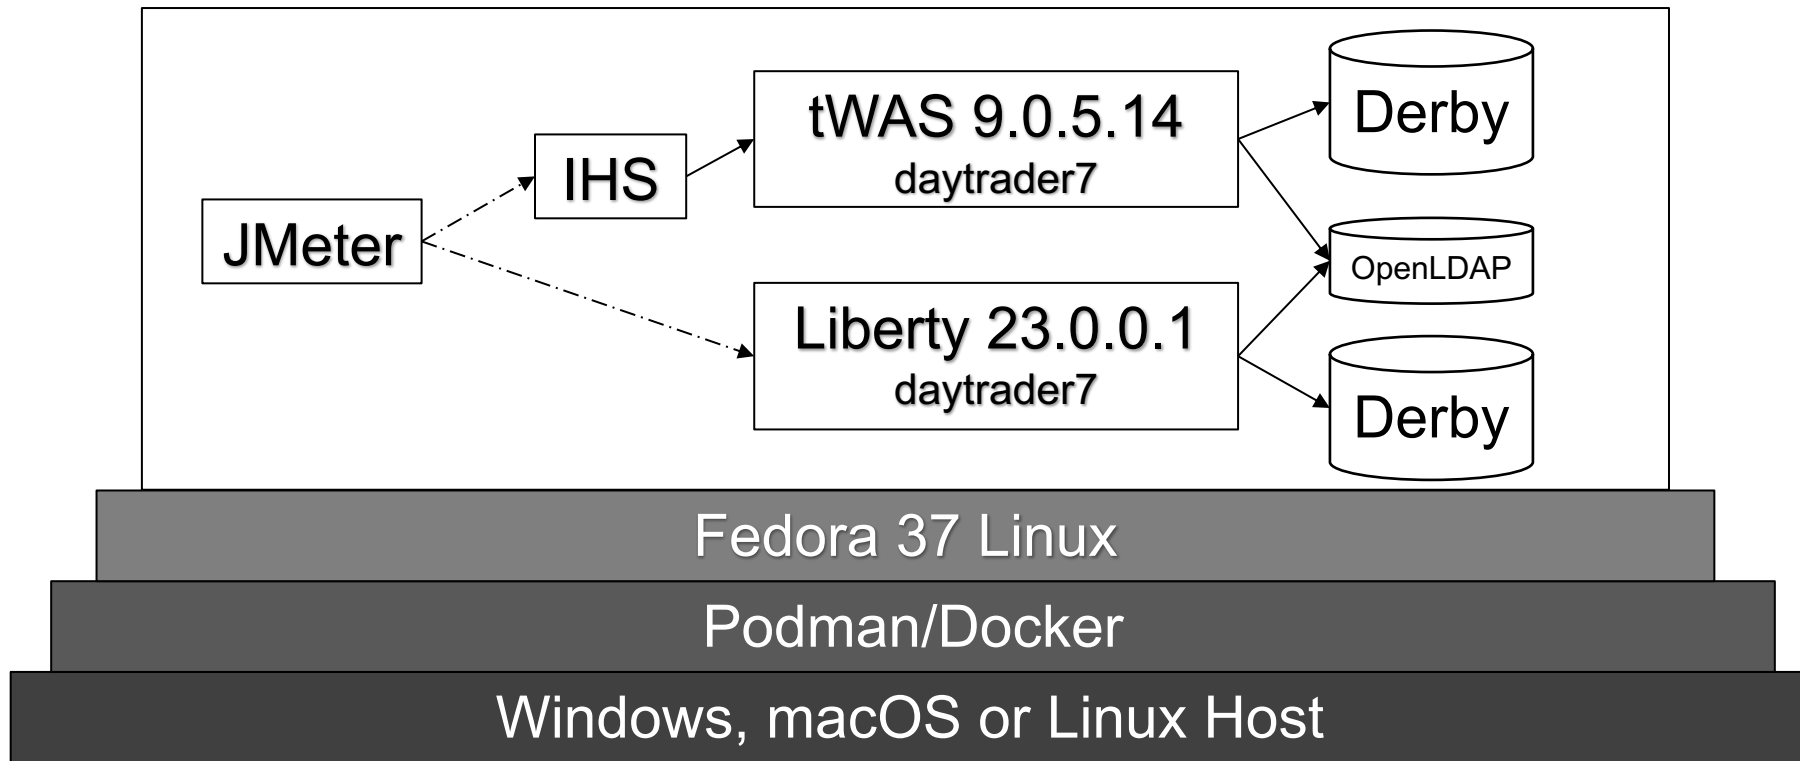 JMeter
IHS
tWAS 9.0.5.14
daytrader7
Liberty 23.0.0.1
daytrader7
Derby
OpenLDAP
Derby
Fedora 37 Linux
Podman/Docker
Windows, macOS or Linux Host